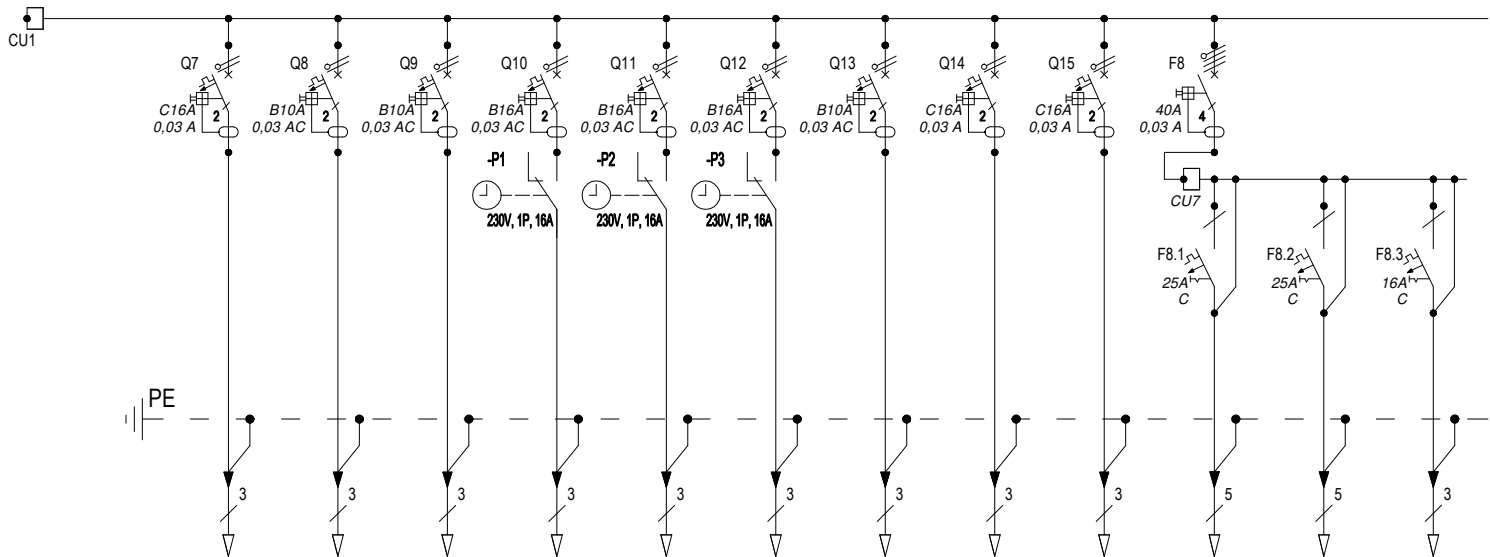 CU1
Q7 Q8 Q9 Q10 Q11 Q12 Q13 Q14 Q15 F8
C16A B10A B10A B16A B16A B16A B10A C16A C16A 40A
2 2 2 2 2 2 2 2 2 4
0,03 A 0,03 AC 0,03 AC 0,03 AC 0,03 AC 0,03 AC 0,03 AC 0,03 A 0,03 A 0,03 A
-P1 -P2 -P3
CU7
230V, 1P, 16A 230V, 1P, 16A 230V, 1P, 16A
F8.1 F8.2 F8.3
25A 25A 16A
C C C
PE
3 3 3 3 3 3 3 3 3 5 5 3